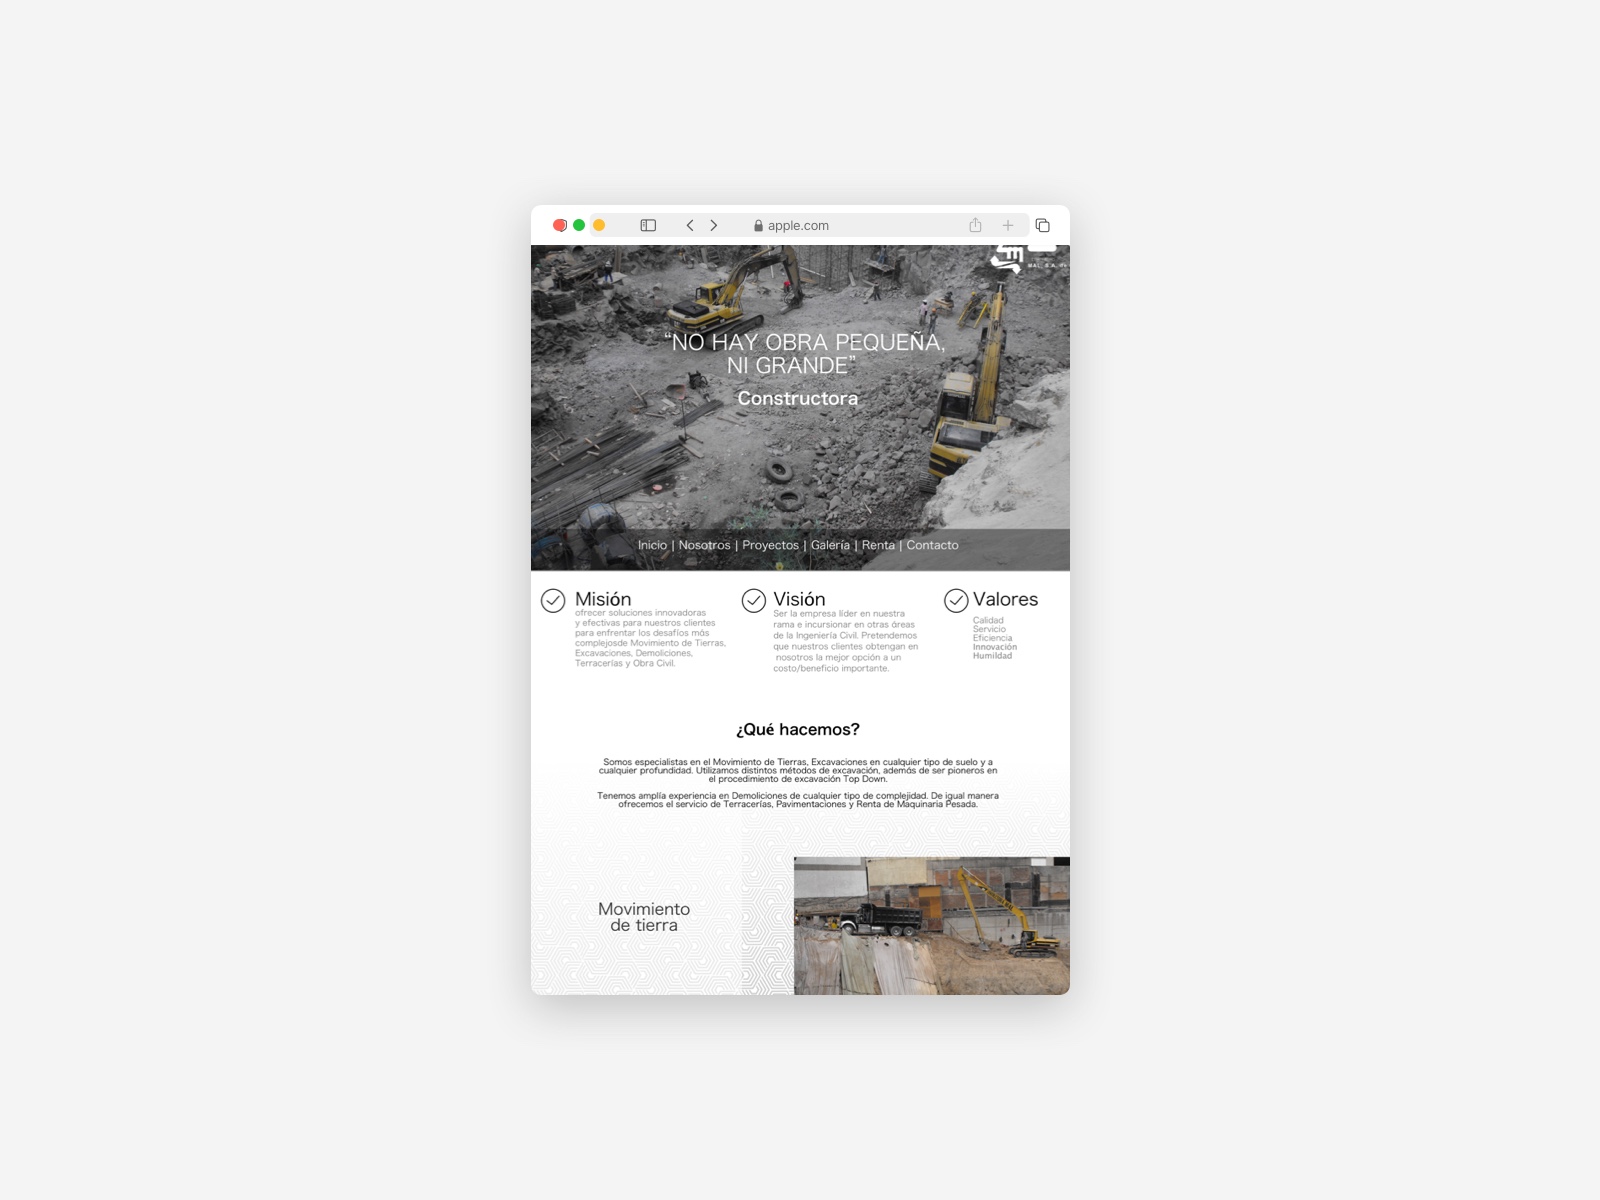 apple.com
MAL, S.A.
“NO HAY OBRA PEQUEÑA,
NI GRANDE”
Constructora
Inicio | Nosotros | Proyectos | Galería | Renta | Contacto
Misión
ofrecer soluciones innovadoras
y efectivas para nuestros clientes
para enfrentar los desafíos más
complejosde Movimiento de Tierras,
Excavaciones, Demoliciones,
Terracerías y Obra Civil.
Visión
Ser la empresa líder en nuestra
rama e incursionar en otras áreas
de la Ingeniería Civil. Pretendemos
que nuestros clientes obtengan en
nosotros la mejor opción a un
costo/beneficio importante.
Valores
Calidad
Servicio
Eficiencia
Innovación
Humildad
¿Qué hacemos?
Somos especialistas en el Movimiento de Tierras, Excavaciones en cualquier tipo de suelo y a
cualquier profundidad. Utilizamos distintos métodos de excavación, además de ser pioneros en
el procedimiento de excavación Top Down.
Tenemos amplía experiencia en Demoliciones de cualquier tipo de complejidad. De igual manera
ofrecemos el servicio de Terracerías, Pavimentaciones y Renta de Maquinaria Pesada.
Movimiento
de tierra